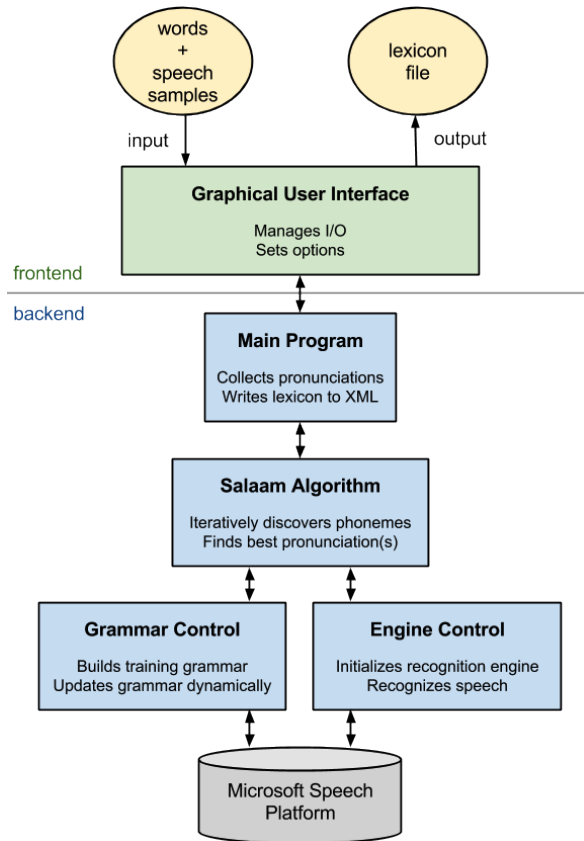 words
+
speech
samples
lexicon
file
input
output
Graphical User Interface
Manages I/O
Sets options
frontend
backend
Main Program
Collects pronunciations
Writes lexicon to XML
Salaam Algorithm
Iteratively discovers phonemes
Finds best pronunciation(s)
Grammar Control
Builds training grammar
Updates grammar dynamically
Engine Control
Initializes recognition engine
Recognizes speech
Microsoft Speech
Platform